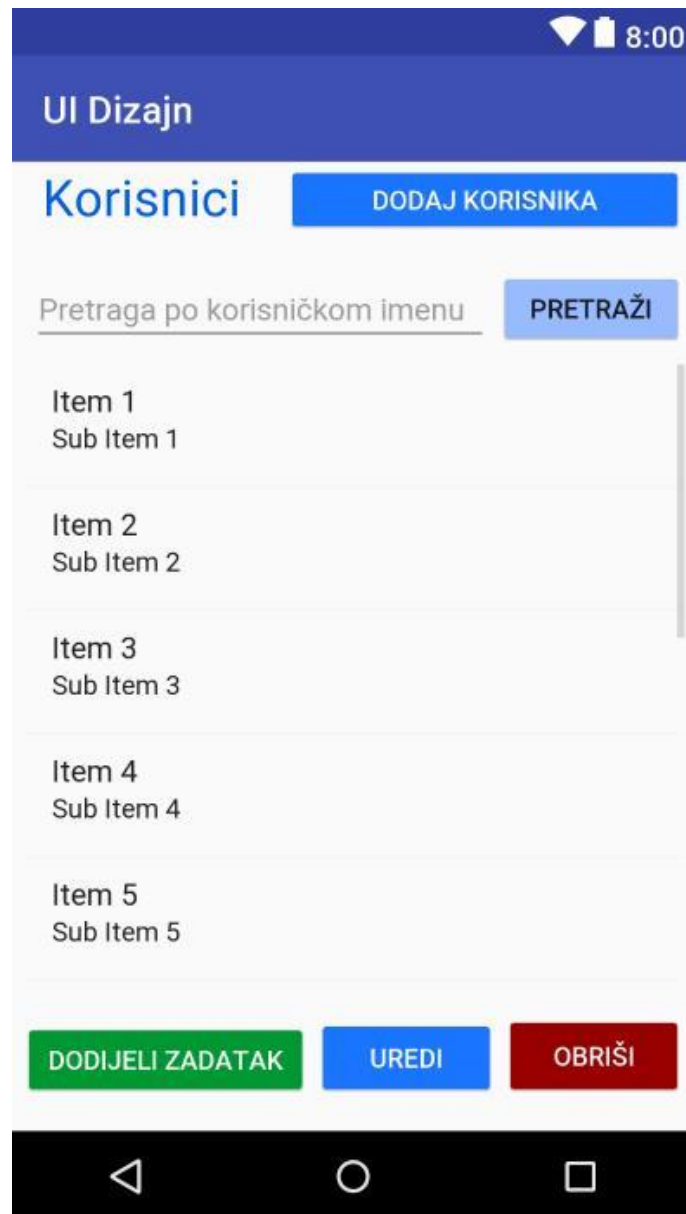 8:00
UI Dizajn
Korisnici DODAJ KORISNIKA
Pretraga po korisničkom imenu PRETRAŽI
Item 1
Sub Item 1
Item 2
Sub Item 2
Item 3
Sub Item 3
Item 4
Sub Item 4
Item 5
Sub Item 5
DODIJELI ZADATAK UREDI OBRIŠI